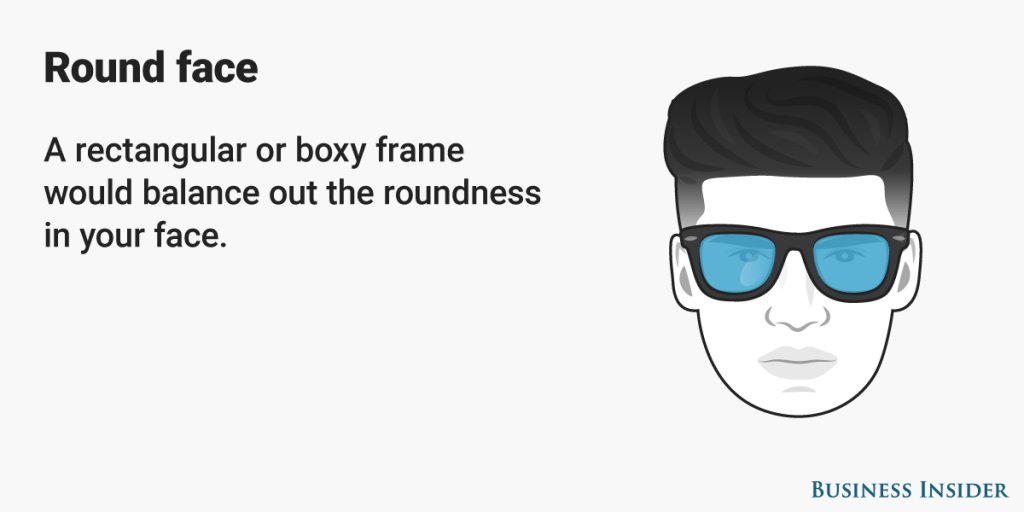 Round face
A rectangular or boxy frame
would balance out the roundness
in your face.
BUSINESS INSIDER